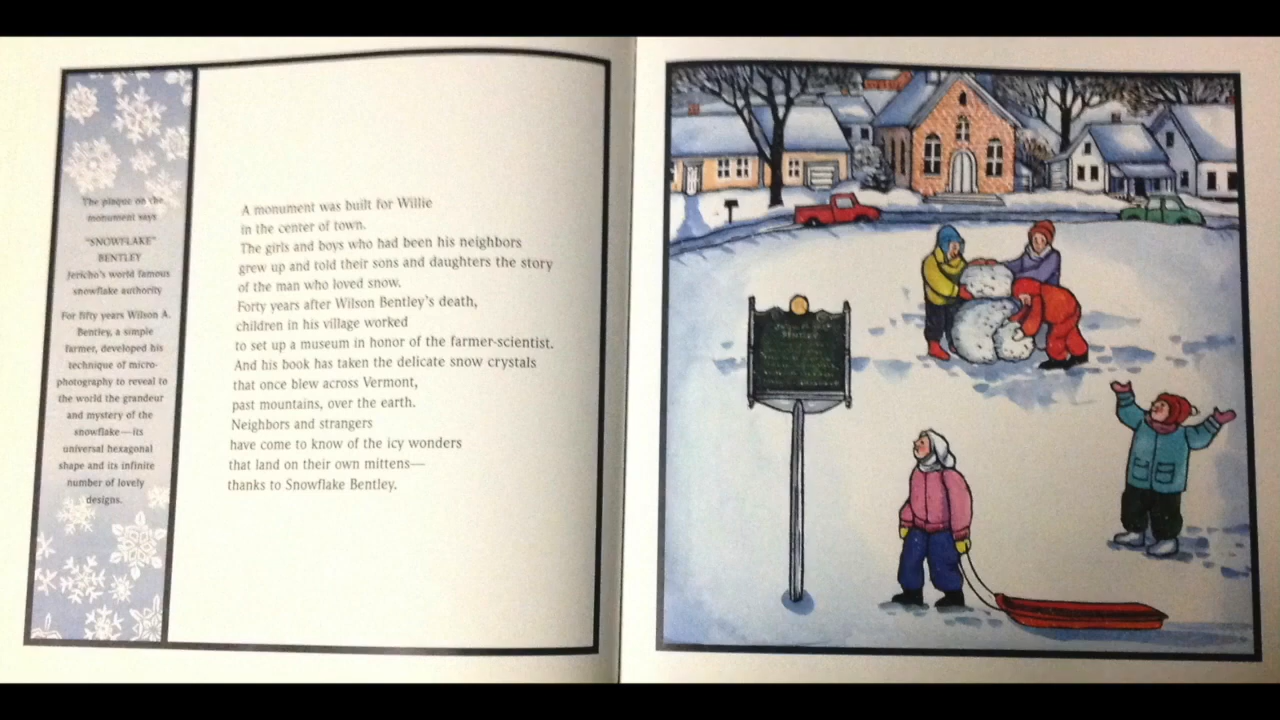 The plaque on the
monument says
"SNOWFLAKE"
BENTLEY
Jericho's world famous
snowflake authority
For fifty years Wilson A.
Bentley, a simple
farmer, developed his
technique of micro-
photography to reveal to
the world the grandeur
and mystery of the
snowflake—its
universal hexagonal
shape and its infinite
number of lovely
designs.
A monument was built for Willie
in the center of town.
The girls and boys who had been his neighbors
grew up and told their sons and daughters the story
of the man who loved snow.
Forty years after Wilson Bentley's death,
children in his village worked
to set up a museum in honor of the farmer-scientist.
And his book has taken the delicate snow crystals
that once blew across Vermont,
past mountains, over the earth.
Neighbors and strangers
have come to know of the icy wonders
that land on their own mittens—
thanks to Snowflake Bentley.